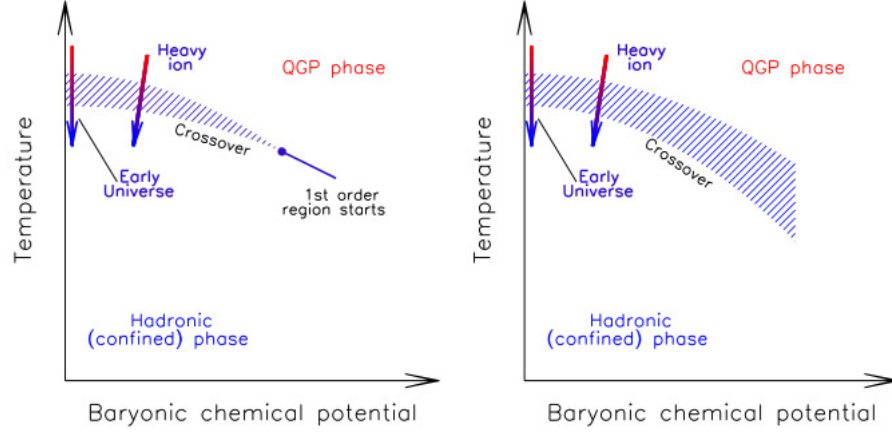 Heavy
ion
QGP phase
Crossover
Early
Universe
1st order
region starts
Hadronic
(confined) phase
Temperature
Baryonic chemical potential
Heavy
ion
QGP phase
Crossover
Early
Universe
Hadronic
(confined) phase
Temperature
Baryonic chemical potential